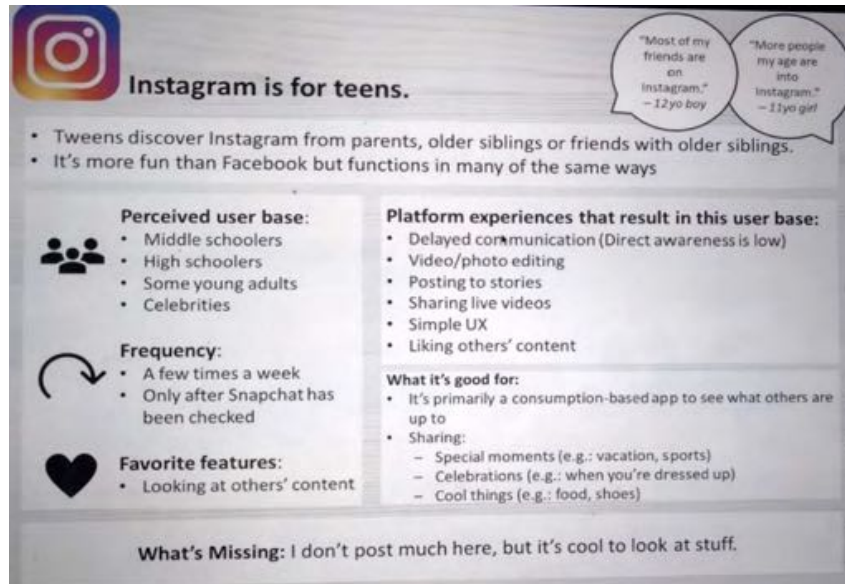 "Most of my
friends are
on
Instagram."
– 12yo boy
"More people
my age are
into
Instagram."
– 11yo girl
Instagram is for teens.
• Tweens discover Instagram from parents, older siblings or friends with older siblings.
• It's more fun than Facebook but functions in many of the same ways
Perceived user base:
• Middle schoolers
• High schoolers
• Some young adults
• Celebrities
Frequency:
• A few times a week
• Only after Snapchat has
been checked
Favorite features:
• Looking at others' content
Platform experiences that result in this user base:
• Delayed communication (Direct awareness is low)
• Video/photo editing
• Posting to stories
• Sharing live videos
• Simple UX
• Liking others' content
What it's good for:
• It's primarily a consumption-based app to see what others are
up to
• Sharing:
– Special moments (e.g.: vacation, sports)
– Celebrations (e.g.: when you're dressed up)
– Cool things (e.g.: food, shoes)
What's Missing: I don't post much here, but it's cool to look at stuff.